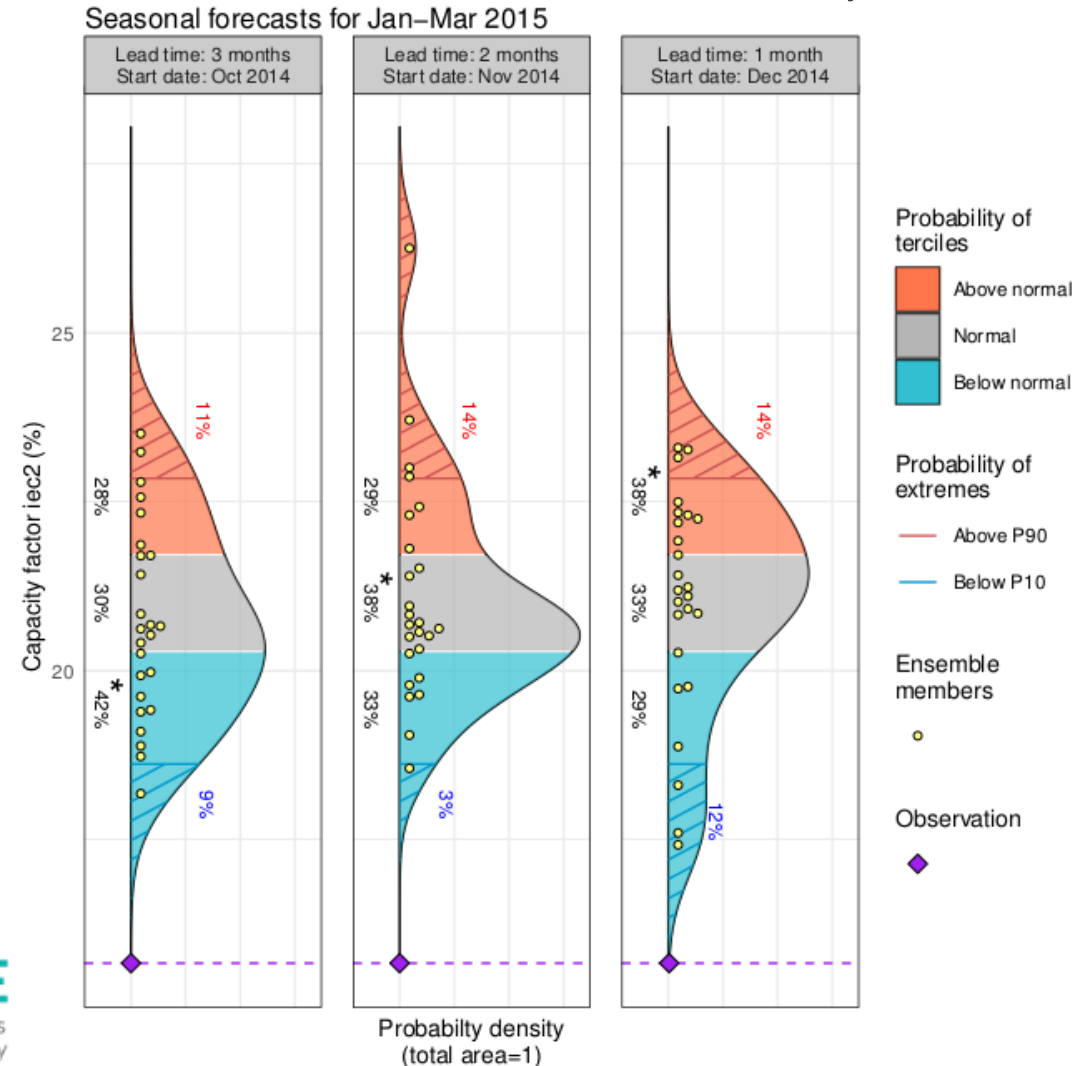 Seasonal forecasts for Jan−Mar 2015
Lead time: 3 months
Start date: Oct 2014
Lead time: 2 months
Start date: Nov 2014
Lead time: 1 month
Start date: Dec 2014
Capacity factor iec2 (%)
25
20
11%
28%
30%
*
42%
9%
14%
29%
*
38%
33%
3%
14%
*
38%
33%
29%
12%
Probabilty density
(total area=1)
Probability of
terciles
Above normal
Normal
Below normal
Probability of
extremes
Above P90
Below P10
Ensemble
members
Observation
s
y